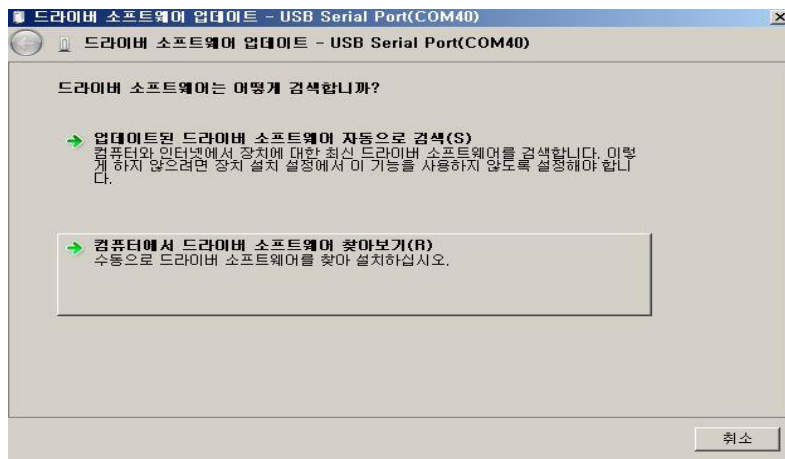 드라이버 소프트웨어 업데이트 - USB Serial Port(COM40)
드라이버 소프트웨어 업데이트 - USB Serial Port(COM40)
드라이버 소프트웨어는 어떻게 검색합니까?
업데이트된 드라이버 소프트웨어 자동으로 검색(S)
컴퓨터와 인터넷에서 장치에 대한 최신 드라이버 소프트웨어를 검색합니다. 이렇
게 하지 않으려면 장치 설치 설정에서 이 기능을 사용하지 않도록 설정해야 합니
다.
컴퓨터에서 드라이버 소프트웨어 찾아보기(R)
수동으로 드라이버 소프트웨어를 찾아 설치하십시오.
취소